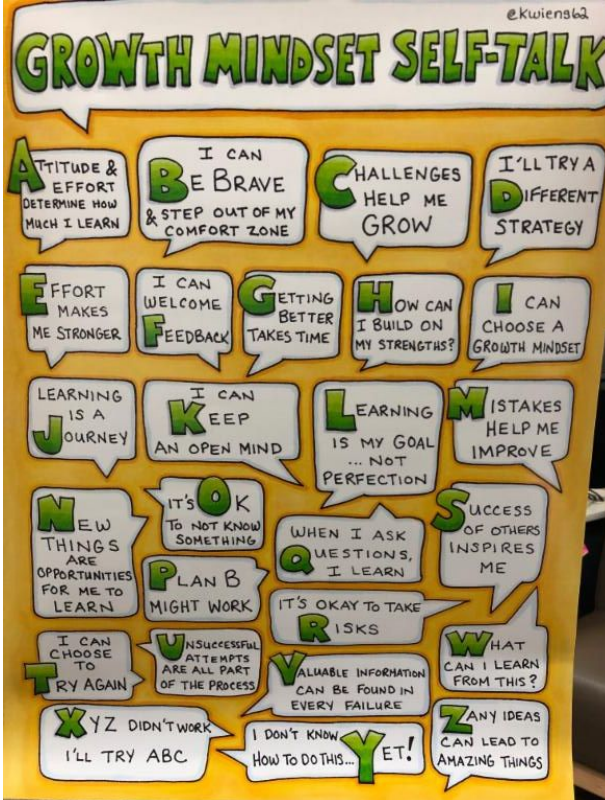 @kwiens62
GROWTH MINDSET SELF-TALK
ATTITUDE &
EFFORT
DETERMINE HOW
MUCH I LEARN
I CAN
BE BRAVE
& STEP OUT OF MY
COMFORT ZONE
CHALLENGES
HELP ME
GROW
I'LL TRY A
DIFFERENT
STRATEGY
EFFORT
MAKES
ME STRONGER
I CAN
WELCOME
FEEDBACK
GETTING
BETTER
TAKES TIME
HOW CAN
I BUILD ON
MY STRENGTHS?
I CAN
CHOOSE A
GROWTH MINDSET
LEARNING
IS A
JOURNEY
I CAN
KEEP
AN OPEN MIND
LEARNING
IS MY GOAL
... NOT
PERFECTION
MISTAKES
HELP ME
IMPROVE
NEW
THINGS
ARE
OPPORTUNITIES
FOR ME TO
LEARN
IT'S OK
TO NOT KNOW
SOMETHING
PLAN B
MIGHT WORK
WHEN I ASK
QUESTIONS,
I LEARN
IT'S OKAY TO TAKE
RISKS
SUCCESS
OF OTHERS
INSPIRES
ME
I CAN
CHOOSE
TO
TRY AGAIN
UNSUCCESSFUL
ATTEMPTS
ARE ALL PART
OF THE PROCESS
VALUABLE INFORMATION
CAN BE FOUND IN
EVERY FAILURE
WHAT
CAN I LEARN
FROM THIS?
XYZ DIDN'T WORK
I'LL TRY ABC
I DON'T KNOW
HOW TO DO THIS... YET!
ZANY IDEAS
CAN LEAD TO
AMAZING THINGS